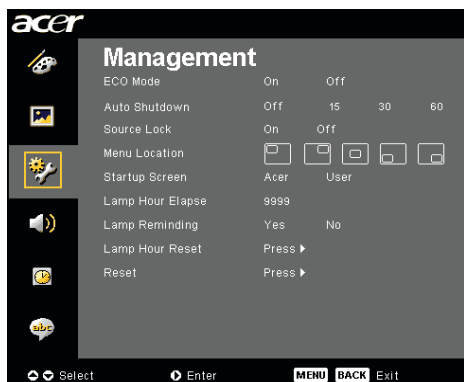 acer
Management
ECO Mode On Off
Auto Shutdown Off 15 30 60
Source Lock On Off
Menu Location
Startup Screen Acer User
Lamp Hour Elapse 9999
Lamp Reminding Yes No
Lamp Hour Reset Press
Reset Press
abc
Select Enter MENU BACK Exit